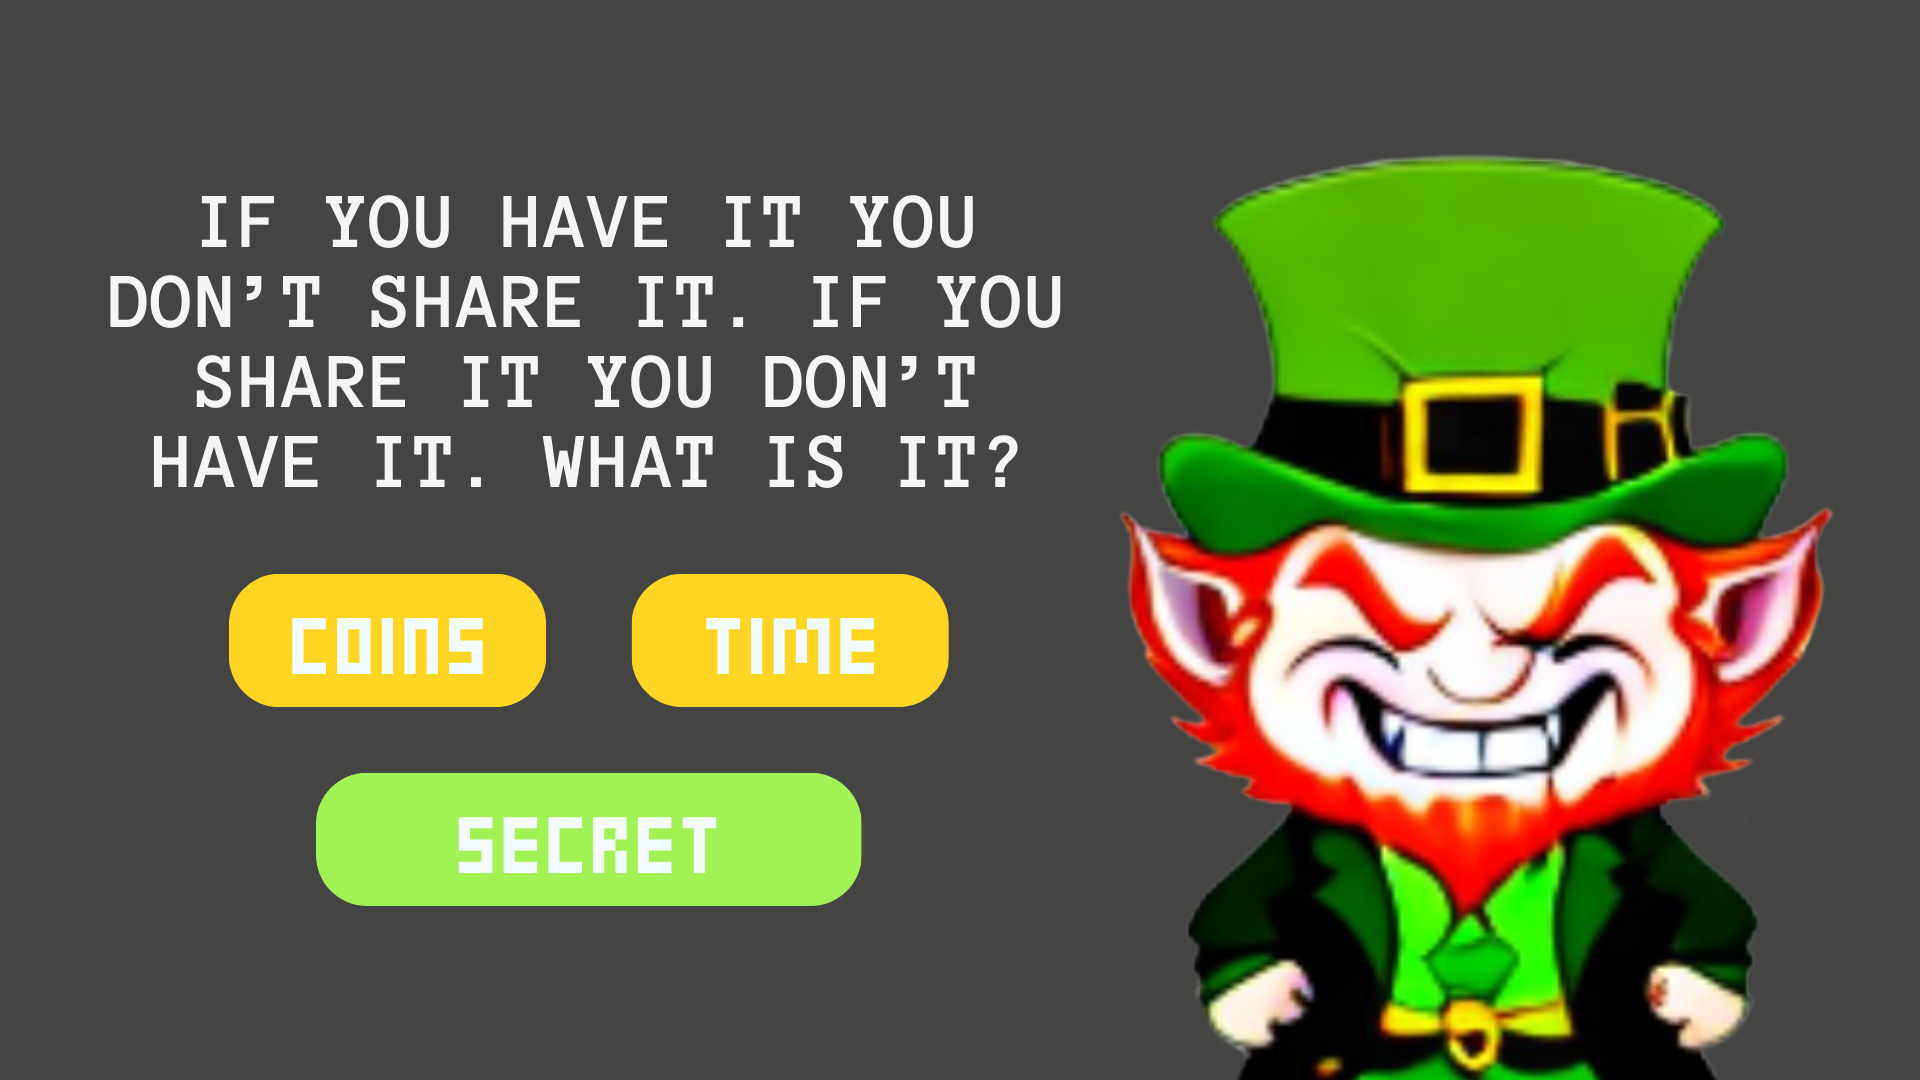 IF YOU HAVE IT YOU
DON’T SHARE IT. IF YOU
SHARE IT YOU DON’T
HAVE IT. WHAT IS IT?
COINS
TIME
SECRET